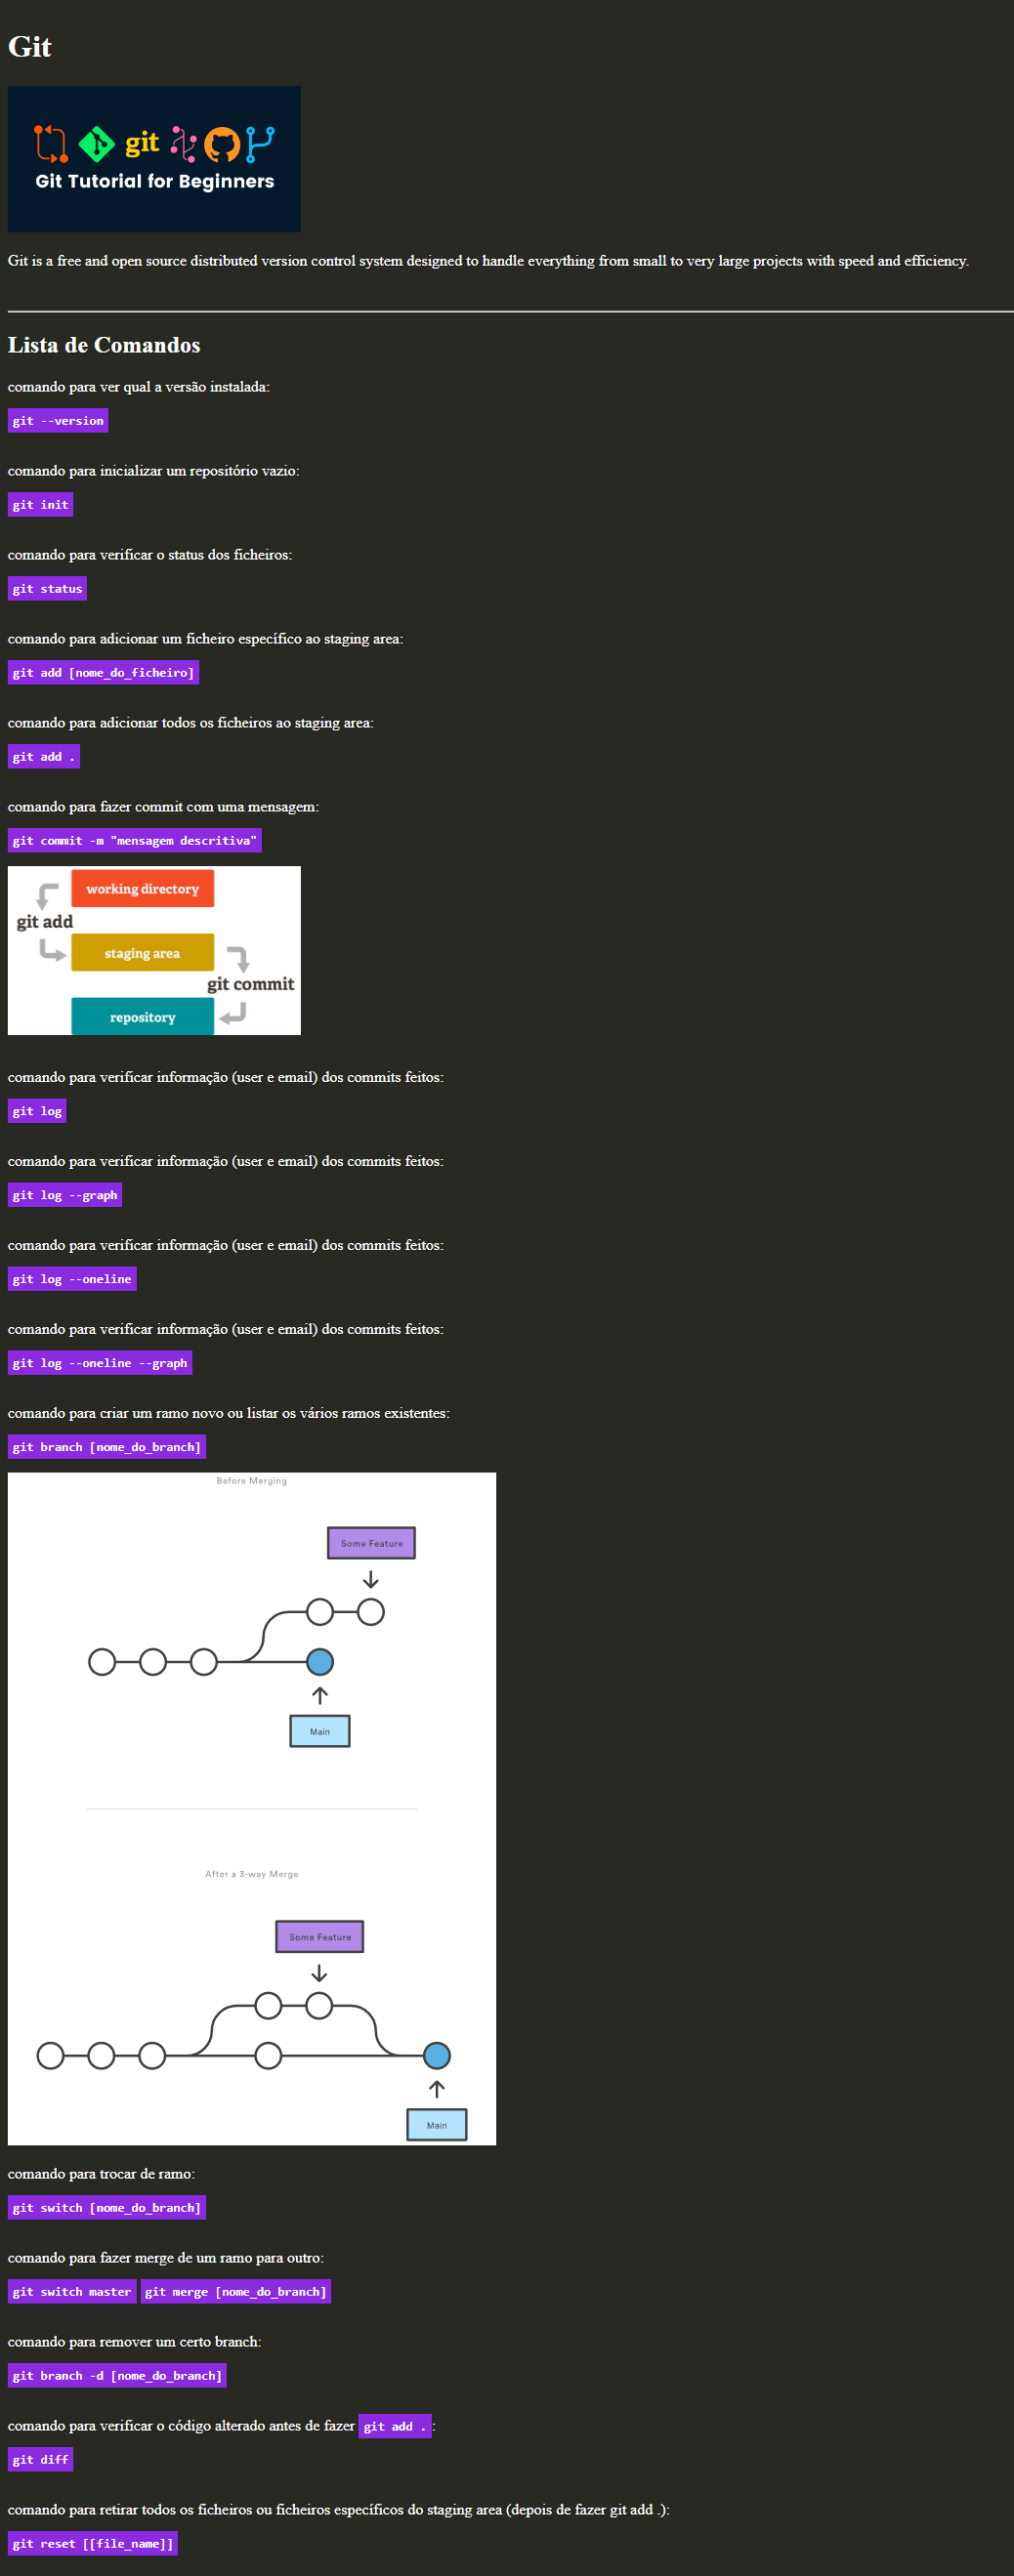 Git
git
Git Tutorial for Beginners
Git is a free and open source distributed version control system designed to handle everything from small to very large projects with speed and efficiency.
Lista de Comandos
comando para ver qual a versão instalada:
git --version
comando para inicializar um repositório vazio:
git init
comando para verificar o status dos ficheiros:
git status
comando para adicionar um ficheiro específico ao staging area:
git add [nome_do_ficheiro]
comando para adicionar todos os ficheiros ao staging area:
git add .
comando para fazer commit com uma mensagem:
git commit -m "mensagem descritiva"
working directory
git add
staging area
git commit
repository
comando para verificar informação (user e email) dos commits feitos:
git log
comando para verificar informação (user e email) dos commits feitos:
git log --graph
comando para verificar informação (user e email) dos commits feitos:
git log --oneline
comando para verificar informação (user e email) dos commits feitos:
git log --oneline --graph
comando para criar um ramo novo ou listar os vários ramos existentes:
git branch [nome_do_branch]
Before Merging
Some Feature
Main
After a 3-way Merge
Some Feature
Main
comando para trocar de ramo:
git switch [nome_do_branch]
comando para fazer merge de um ramo para outro:
git switch master git merge [nome_do_branch]
comando para remover um certo branch:
git branch -d [nome_do_branch]
comando para verificar o código alterado antes de fazer git add .:
git diff
comando para retirar todos os ficheiros ou ficheiros específicos do staging area (depois de fazer git add .):
git reset [[file_name]]